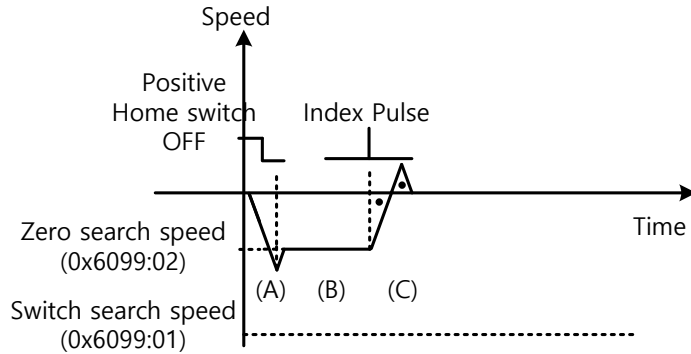 Speed
Positive
Home switch
OFF
Index Pulse
Time
Zero search speed
(0x6099:02)
(A)
(B)
(C)
Switch search speed
(0x6099:01)